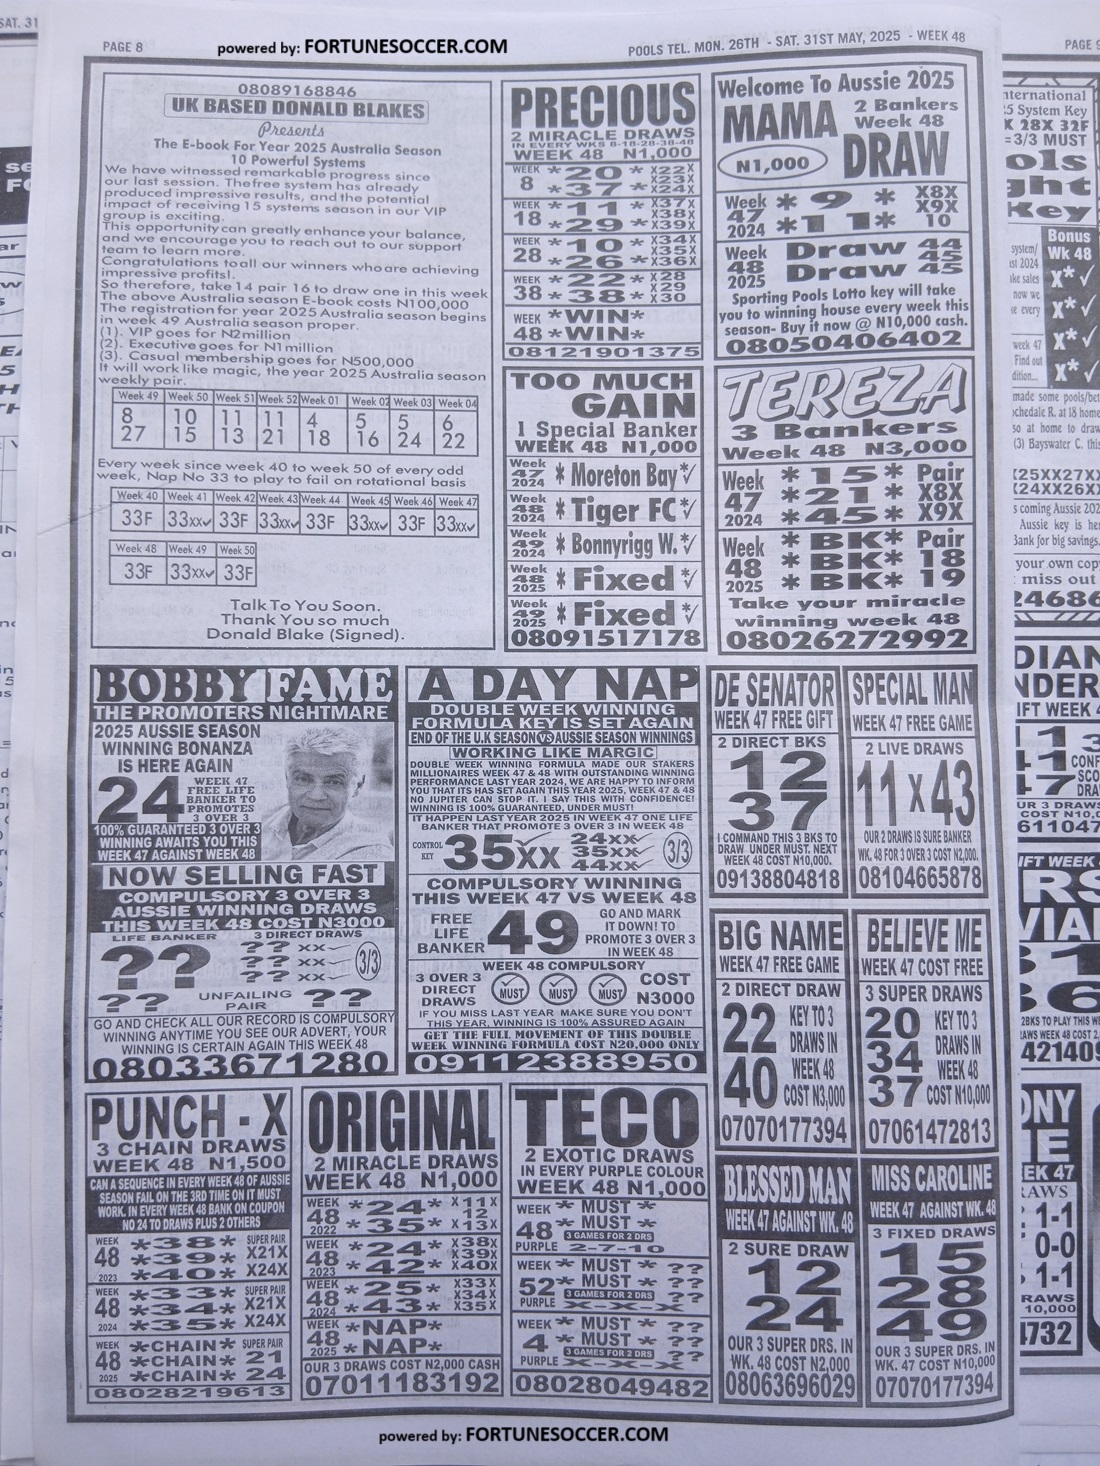 PAGE 8
powered by: FORTUNESOCCER.COM
POOLS TEL. MON. 26TH - SAT. 31ST MAY, 2025 - WEEK 48
08089168846
UK BASED DONALD BLAKES
Presents
The E-book For Year 2025 Australia Season
10 Powerful Systems
We have witnessed remarkable progress since
our last session. The free system has already
produced impressive results, and the potential
impact of receiving 15 systems season in our VIP
group is exciting.
This opportunity can greatly enhance your balance,
and we encourage you to reach out to our support
team to learn more.
Congratulations to all our winners who are achieving
impressive profits!.
So therefore, take 14 pair 16 to draw one in this week
The above Australia season E-book costs N100,000
The registration for year 2025 Australia season begins
in week 49 Australia season proper.
(1). VIP goes for N2million
(2). Executive goes for N1 million
(3). Casual membership goes for N500,000
It will work like magic, the year 2025 Australia season
weekly pair.
Week 49 Week 50 Week 51 Week 52 Week 01 Week 02 Week 03 Week 04
8 10 11 11 4 5 5 6
27 15 13 21 18 16 24 22
Every week since week 40 to week 50 of every odd
week, Nap No 33 to play to fail on rotational basis
Week 40 Week 41 Week 42 Week 43 Week 44 Week 45 Week 46 Week 47
33F 33xx✓ 33F 33xx✓ 33F 33xx✓ 33F 33xx✓
Week 48 Week 49 Week 50
33F 33xx✓ 33F
Talk To You Soon.
Thank You so much
Donald Blake (Signed).
PRECIOUS
2 MIRACLE DRAWS
IN EVERY WKS 8-18-28-38-48
WEEK 48 N1,000
WEEK 8 *20* *37* X22X X23X X24X
WEEK 18 *11* *29* X37X X38X X39X
WEEK 28 *10* *26* X34X X35X X36X
WEEK 38 *22* *38* X28 X29 X30
WEEK 48 *WIN* *WIN*
08121901375
Welcome To Aussie 2025
MAMA DRAW
2 Bankers
Week 48
N1,000
Week 47 2024 * 9 * *11* X8X X9X 10
Week 48 2025 Draw Draw 44 45 45
Sporting Pools Lotto key will take
you to winning house every week this
season- Buy it now @ N10,000 cash.
08050406402
TOO MUCH
GAIN
1 Special Banker
WEEK 48 N1,000
Week 47 2024 * Moreton Bay *✓
Week 48 2024 * Tiger FC *✓
Week 49 2024 * Bonnyrigg W. *✓
Week 48 2025 * Fixed *✓
Week 49 2025 * Fixed *✓
08091517178
TEREZA
3 Bankers
Week 48 N3,000
Week 47 2024 *15* *21* *45* Pair X8X X9X
Week 48 2025 *BK* *BK* *BK* Pair 18 19
Take your miracle
winning week 48
08026272992
BOBBY FAME
THE PROMOTERS NIGHTMARE
2025 AUSSIE SEASON
WINNING BONANZA
IS HERE AGAIN
24
WEEK 47
FREE LIFE
BANKER TO
PROMOTES
3 OVER 3
100% GUARANTEED 3 OVER 3
WINNING AWAITS YOU THIS
WEEK 47 AGAINST WEEK 48
NOW SELLING FAST
COMPULSORY 3 OVER 3
AUSSIE WINNING DRAWS
THIS WEEK 48 COST N3000
LIFE BANKER 3 DIRECT DRAWS
?? ?? xx✓
?? xx✓ 3/3
?? xx✓
?? UNFAILING PAIR ??
GO AND CHECK ALL OUR RECORD IS COMPULSORY
WINNING ANYTIME YOU SEE OUR ADVERT, YOUR
WINNING IS CERTAIN AGAIN THIS WEEK 48
08033671280
A DAY NAP
DOUBLE WEEK WINNING
FORMULA KEY IS SET AGAIN
END OF THE U.K SEASON VS AUSSIE SEASON WINNINGS
WORKING LIKE MARGIC
DOUBLE WEEK WINNING FORMULA MADE OUR STAKERS
MILLIONAIRES WEEK 47 & 48 WITH OUTSTANDING WINNING
PERFORMANCE LAST YEAR 2024, WE ARE HAPPY TO INFORM
YOU THAT ITS HAS SET AGAIN THIS YEAR 2025, WEEK 47 & 48
NO JUPITER CAN STOP IT. I SAY THIS WITH CONFIDENCE!
WINNING IS 100% GUARANTEED, UNDER MUST!
IT HAPPEN LAST YEAR 2025 IN WEEK 47 ONE LIFE
BANKER THAT PROMOTE 3 OVER 3 IN WEEK 48
CONTROL KEY 35XX 24xx 35xx 44xx 3/3
COMPULSORY WINNING
THIS WEEK 47 VS WEEK 48
FREE LIFE BANKER 49
GO AND MARK
IT DOWN! TO
PROMOTE 3 OVER 3
IN WEEK 48
WEEK 48 COMPULSORY
3 OVER 3 DIRECT DRAWS
MUST MUST MUST
COST N3000
IF YOU MISS LAST YEAR MAKE SURE YOU DON'T
THIS YEAR, WINNING IS 100% ASSURED AGAIN
GET THE FULL MOVEMENT OF THIS DOUBLE
WEEK WINNING FORMULA COST N20,000 ONLY
09112388950
DE SENATOR
WEEK 47 FREE GIFT
2 DIRECT BKS
12
37
I COMMAND THIS 3 BKS TO
DRAW UNDER MUST. NEXT
WEEK 48 COST N10,000.
09138804818
SPECIAL MAN
WEEK 47 FREE GAME
2 LIVE DRAWS
11 X 43
OUR 2 DRAWS IS SURE BANKER
WK. 48 FOR 3 OVER 3 COST N2,000.
08104665878
BIG NAME
WEEK 47 FREE GAME
2 DIRECT DRAW
22
40
KEY TO 3
DRAWS IN
WEEK 48
COST N3,000
07070177394
BELIEVE ME
WEEK 47 COST FREE
3 SUPER DRAWS
20
34
37
KEY TO 3
DRAWS IN
WEEK 48
COST N10,000
07061472813
PUNCH - X
3 CHAIN DRAWS
WEEK 48 N1,500
CAN A SEQUENCE IN EVERY WEEK 48 OF AUSSIE
SEASON FAIL ON THE 3RD TIME ON IT MUST
WORK. IN EVERY WEEK 48 BANK ON COUPON
NO 24 TO DRAWS PLUS 2 OTHERS
WEEK 48 2023 *38* *39* *40* SUPER PAIR X21X X24X
WEEK 48 2024 *33* *34* *35* SUPER PAIR X21X X24X
WEEK 48 2025 *CHAIN* *CHAIN* *CHAIN* SUPER PAIR 21 24
08028219613
ORIGINAL
2 MIRACLE DRAWS
WEEK 48 N1,000
WEEK 48 2022 *24* *35* X11X 12 X13X
WEEK 48 2023 *24* *42* X38X X39X X40X
WEEK 48 2024 *25* *43* X33X X34X X35X
WEEK 48 2025 *NAP* *NAP*
OUR 3 DRAWS COST N2,000 CASH
07011183192
TECO
2 EXOTIC DRAWS
IN EVERY PURPLE COLOUR
WEEK 48 N1,000
WEEK 48 PURPLE * MUST * * MUST * 3 GAMES FOR 2 DRS 2-7-10
WEEK 52 PURPLE * MUST * * MUST * 3 GAMES FOR 2 DRS X-X-X ?? ?? ??
WEEK 4 PURPLE * MUST * * MUST * 3 GAMES FOR 2 DRS X-X-X ?? ?? ??
08028049482
BLESSED MAN
WEEK 47 AGAINST WK. 48
2 SURE DRAW
12
24
OUR 3 SUPER DRS. IN
WK. 48 COST N2,000
08063696029
MISS CAROLINE
WEEK 47 AGAINST WK. 48
3 FIXED DRAWS
15
28
49
OUR 3 SUPER DRS. IN
WK. 47 COST N10,000
07070177394
powered by: FORTUNESOCCER.COM